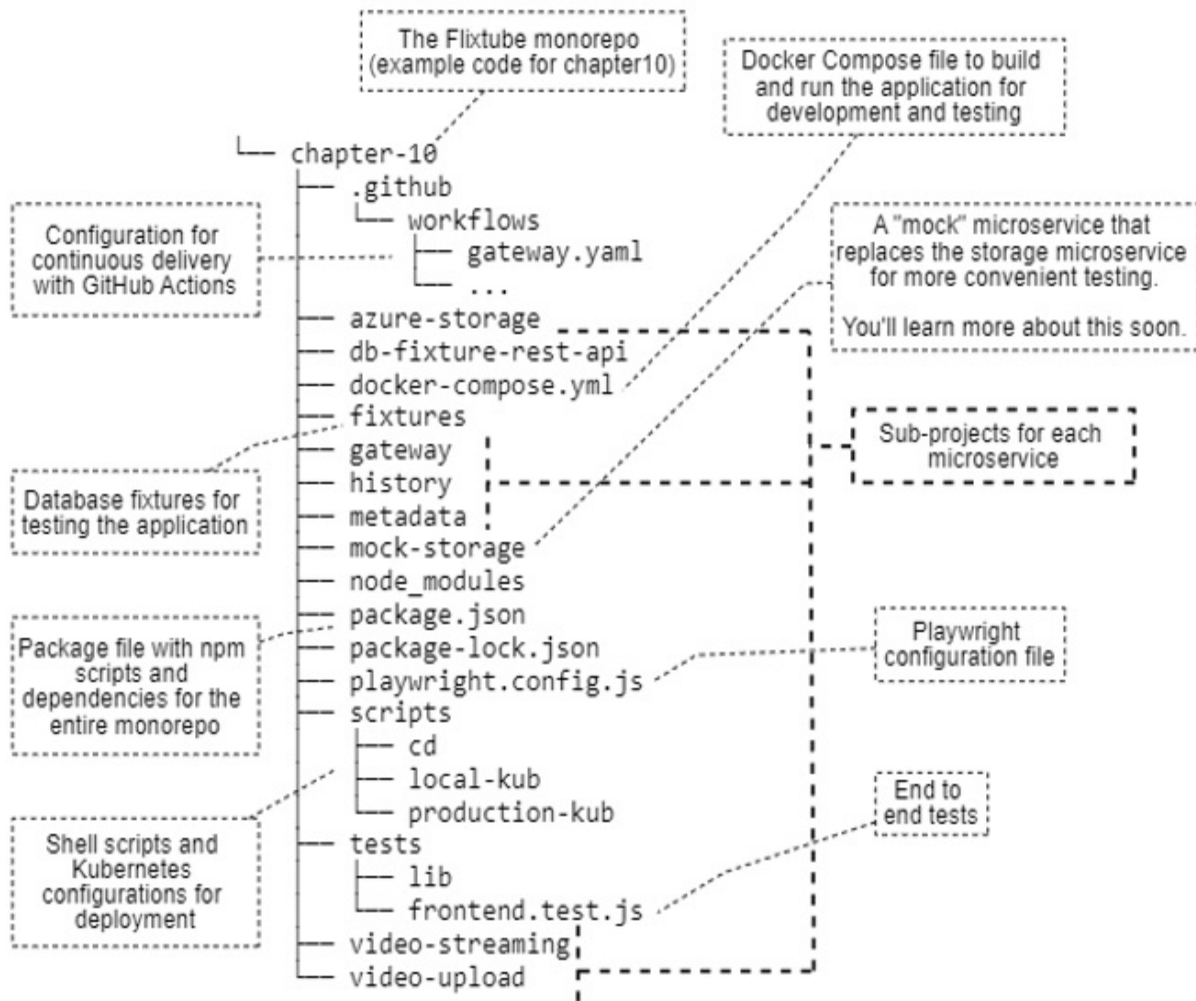 The Flixtube monorepo
(example code for chapter10)
Docker Compose file to build
and run the application for
development and testing
chapter-10
.github
workflows
gateway.yaml
...
Configuration for
continuous delivery
with GitHub Actions
A "mock" microservice that
replaces the storage microservice
for more convenient testing.
You'll learn more about this soon.
azure-storage
db-fixture-rest-api
docker-compose.yml
fixtures
gateway
history
metadata
mock-storage
node_modules
package.json
package-lock.json
playwright.config.js
scripts
cd
local-kub
production-kub
tests
lib
frontend.test.js
video-streaming
video-upload
Sub-projects for each
microservice
Database fixtures for
testing the application
Package file with npm
scripts and
dependencies for the
entire monorepo
Playwright
configuration file
Shell scripts and
Kubernetes
configurations for
deployment
End to
end tests